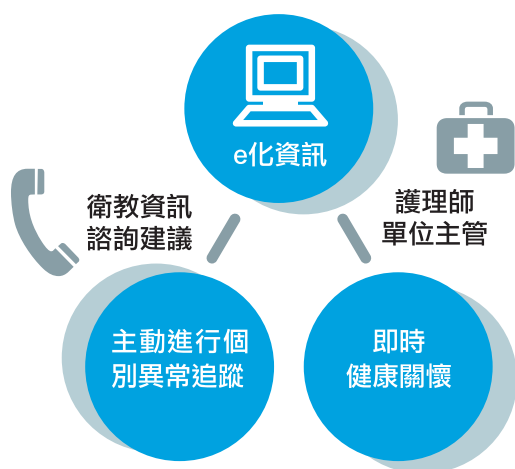 e化資訊
衛教資訊
諮詢建議
護理師
單位主管
主動進行個
別異常追蹤
即時
健康關懷